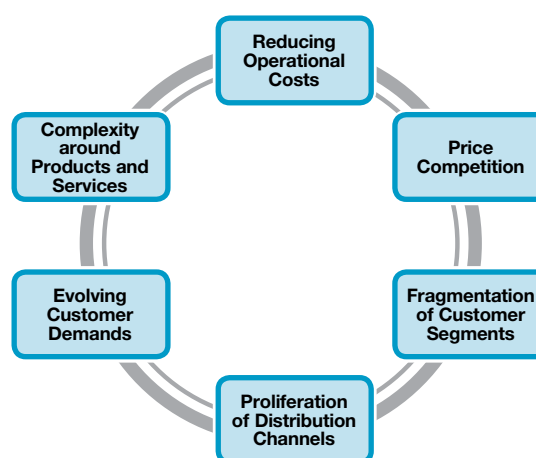 Reducing
Operational
Costs
Price
Competition
Fragmentation
of Customer
Segments
Proliferation
of Distribution
Channels
Evolving
Customer
Demands
Complexity
around
Products and
Services